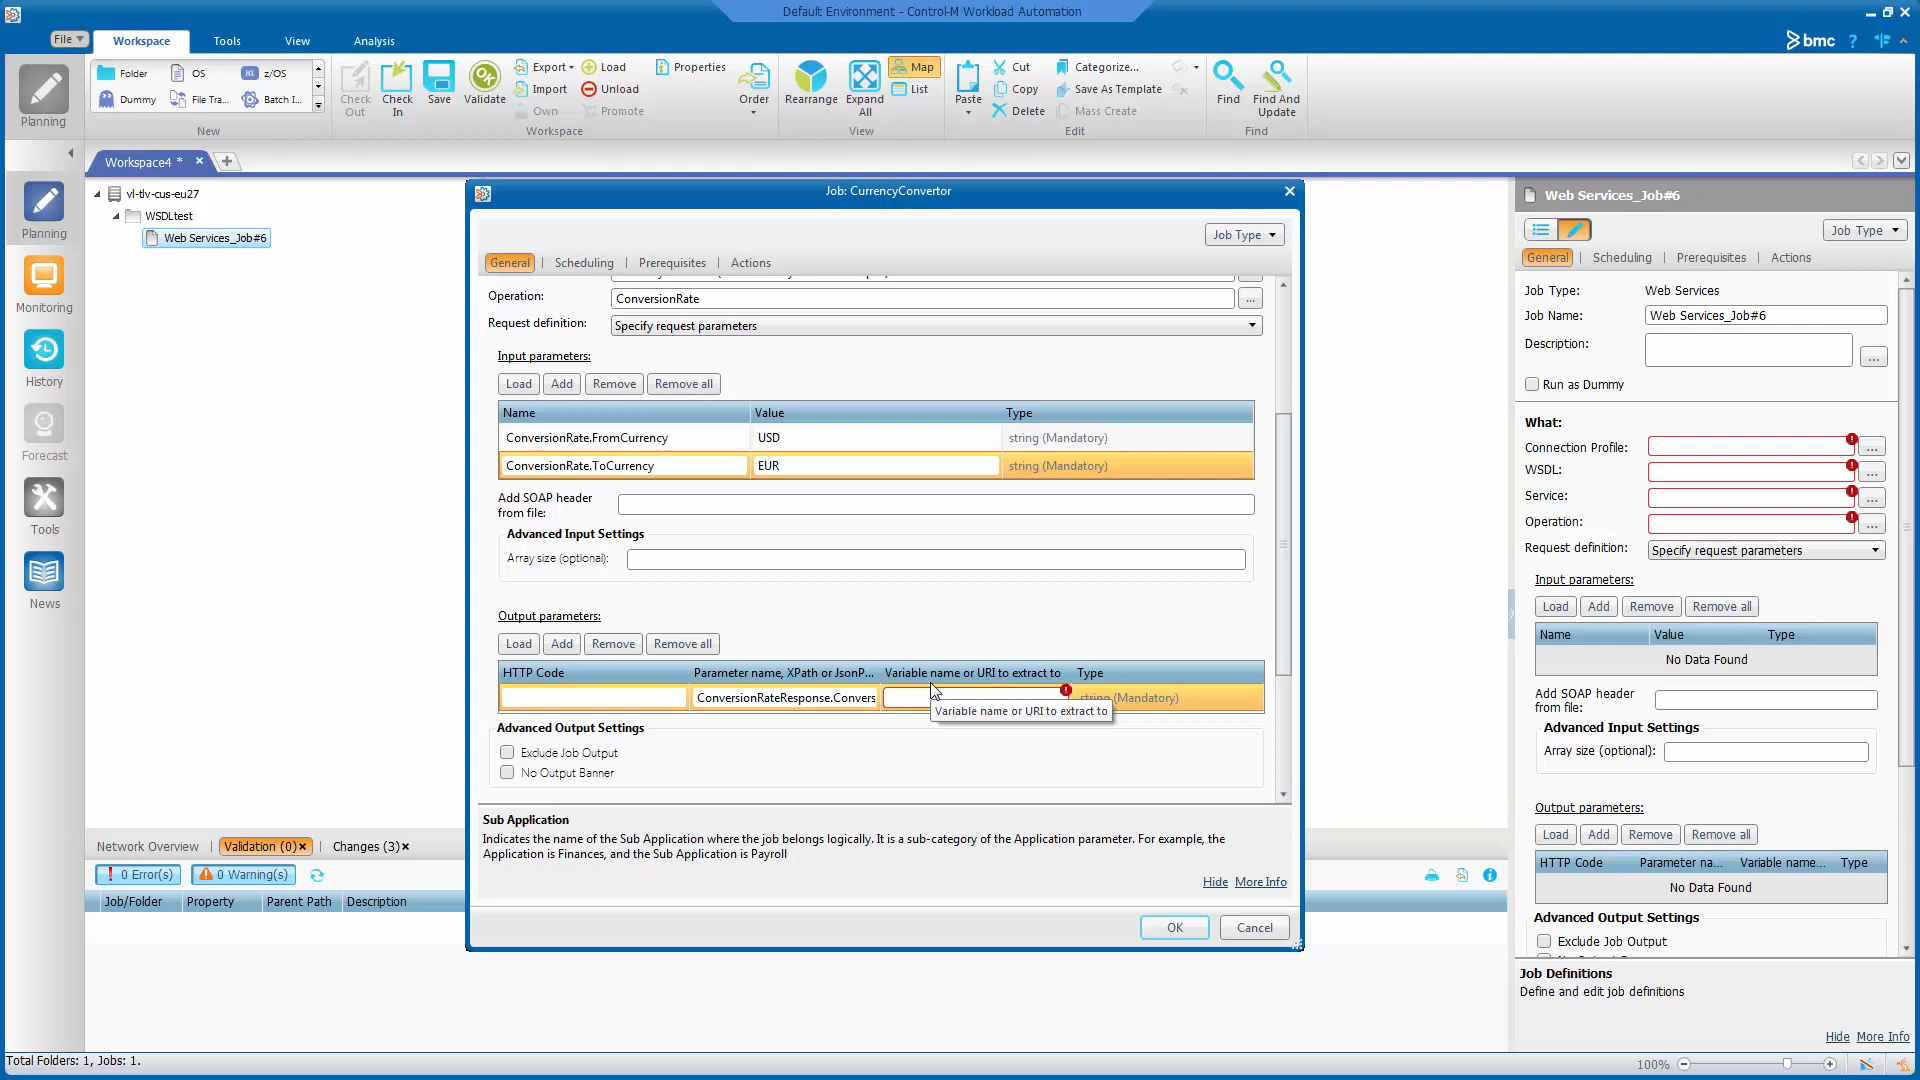 Default Environment - Control-M Workload Automation
File
Workspace
Tools
View
Analysis
bmc
?
Planning
Folder
OS
z/OS
Dummy
File Tra...
Batch I...
New
Check Out
Check In
Save
Validate
Export
Import
Own
Load
Unload
Promote
Properties
Workspace
Order
Rearrange
Expand All
Map
List
View
Paste
Cut
Copy
Delete
Categorize...
Save As Template
Mass Create
Edit
Find
Find And Update
Find
Workspace4 *
vl-tlv-cus-eu27
WSDLtest
Web Services_Job#6
Planning
Monitoring
History
Forecast
Tools
News
Job: CurrencyConvertor
Job Type
General
Scheduling
Prerequisites
Actions
Operation:
ConversionRate
...
Request definition:
Specify request parameters
Input parameters:
Load
Add
Remove
Remove all
Name
Value
Type
ConversionRate.FromCurrency
USD
string (Mandatory)
ConversionRate.ToCurrency
EUR
string (Mandatory)
Add SOAP header
from file:
Advanced Input Settings
Array size (optional):
Output parameters:
Load
Add
Remove
Remove all
HTTP Code
Parameter name, XPath or JsonP...
Variable name or URI to extract to
Type
ConversionRateResponse.Convers
string (Mandatory)
Variable name or URI to extract to
Advanced Output Settings
Exclude Job Output
No Output Banner
Sub Application
Indicates the name of the Sub Application where the job belongs logically. It is a sub-category of the Application parameter. For example, the
Application is Finances, and the Sub Application is Payroll
Hide
More Info
OK
Cancel
Network Overview
Validation (0)
Changes (3)
0 Error(s)
0 Warning(s)
Job/Folder
Property
Parent Path
Description
Web Services_Job#6
Job Type
General
Scheduling
Prerequisites
Actions
Job Type:
Web Services
Job Name:
Web Services_Job#6
Description:
...
Run as Dummy
What:
Connection Profile:
...
WSDL:
...
Service:
...
Operation:
...
Request definition:
Specify request parameters
Input parameters:
Load
Add
Remove
Remove all
Name
Value
Type
No Data Found
Add SOAP header
from file:
Advanced Input Settings
Array size (optional):
Output parameters:
Load
Add
Remove
Remove all
HTTP Code
Parameter na...
Variable name...
Type
No Data Found
Advanced Output Settings
Exclude Job Output
Job Definitions
Define and edit job definitions
Hide
More Info
Total Folders: 1, Jobs: 1.
100%